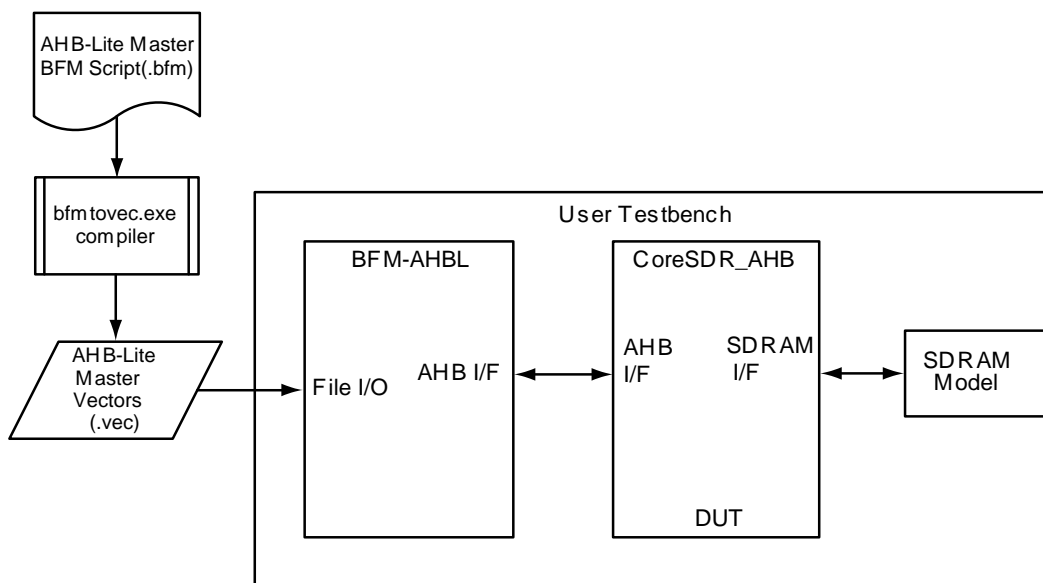 AHB-Lite Master
BFM Script(.bfm)
bfmtovec.exe
compiler
AHB-Lite
Master
Vectors
(.vec)
User Testbench
BFM-AHBL
File I/O
AHB I/F
CoreSDR_AHB
AHB
I/F
SDRAM
I/F
DUT
SDRAM
Model